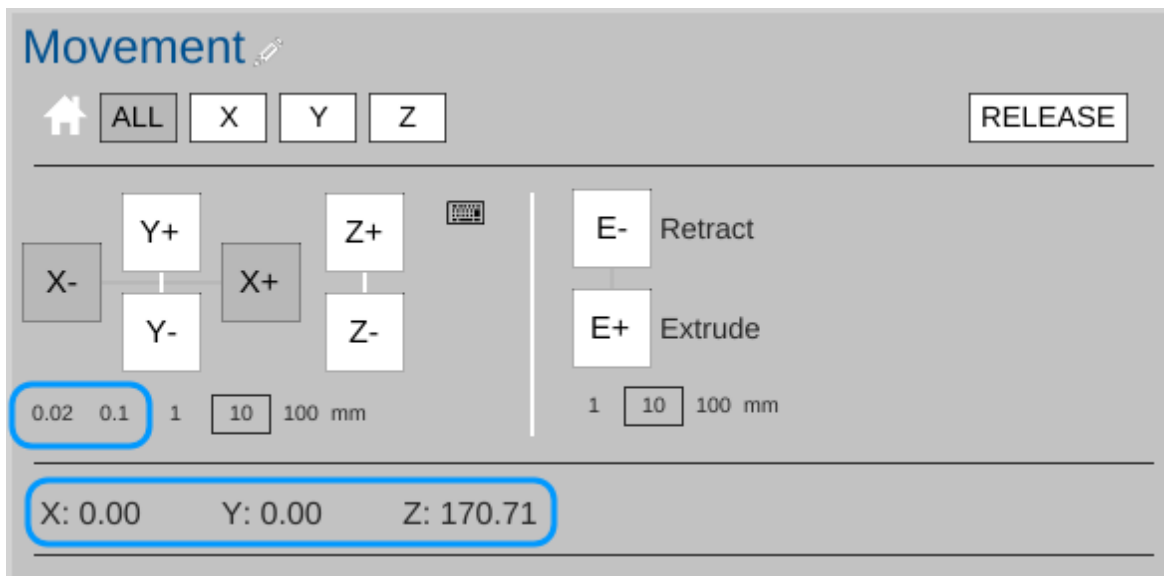 Movement
ALL X Y Z RELEASE
Y+ Z+ E- Retract
X- X+
Y- Z- E+ Extrude
0.02 0.1 1 10 100 mm 1 10 100 mm
X: 0.00 Y: 0.00 Z: 170.71